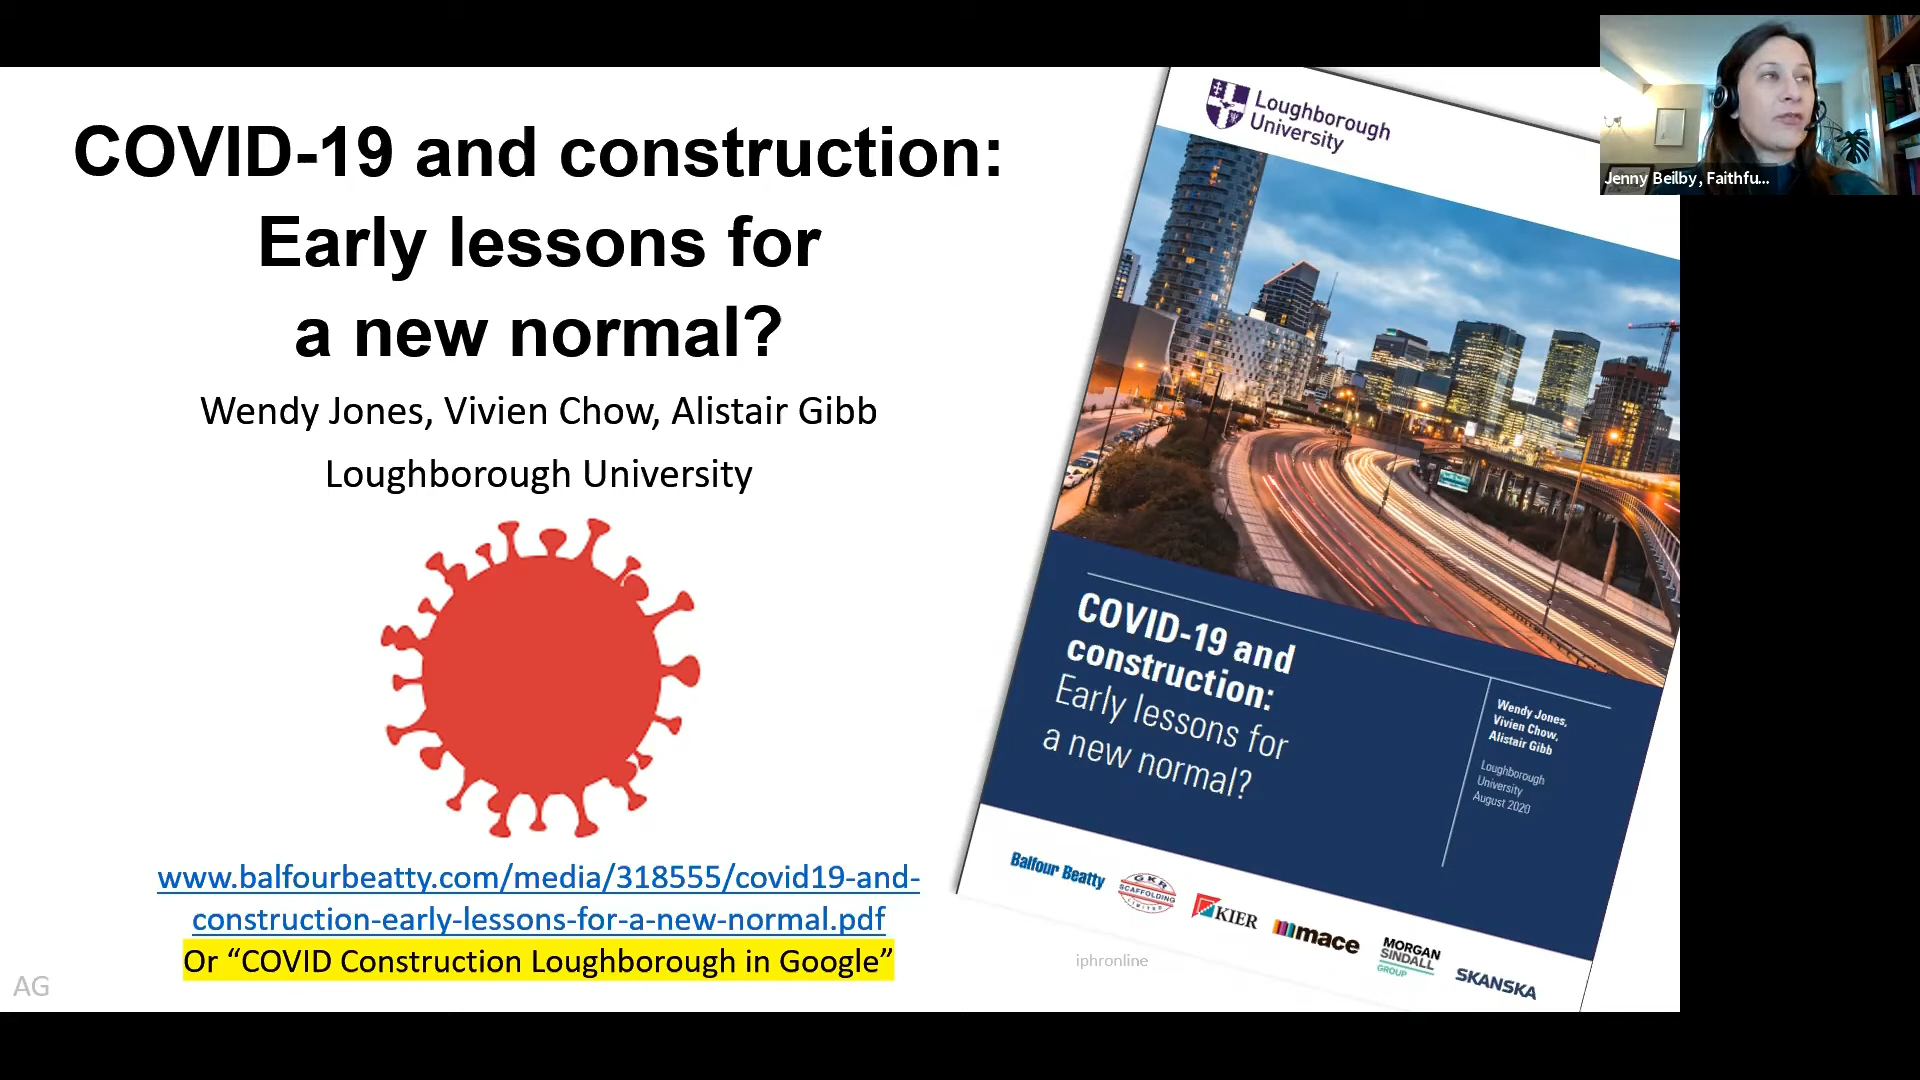 COVID-19 and construction:
Early lessons for
a new normal?
Wendy Jones, Vivien Chow, Alistair Gibb
Loughborough University
www.balfourbeatty.com/media/318555/covid19-and-
construction-early-lessons-for-a-new-normal.pdf
Or “COVID Construction Loughborough in Google”
AG
iphronline
Loughborough
University
COVID-19 and
construction:
Early lessons for
a new normal?
Wendy Jones,
Vivien Chow,
Alistair Gibb
Loughborough
University
August 2020
Balfour Beatty
GKR
SCAFFOLDING
LIMITED
KIER
mace
MORGAN
SINDALL
GROUP
SKANSKA
Jenny Beilby, Faithfu...